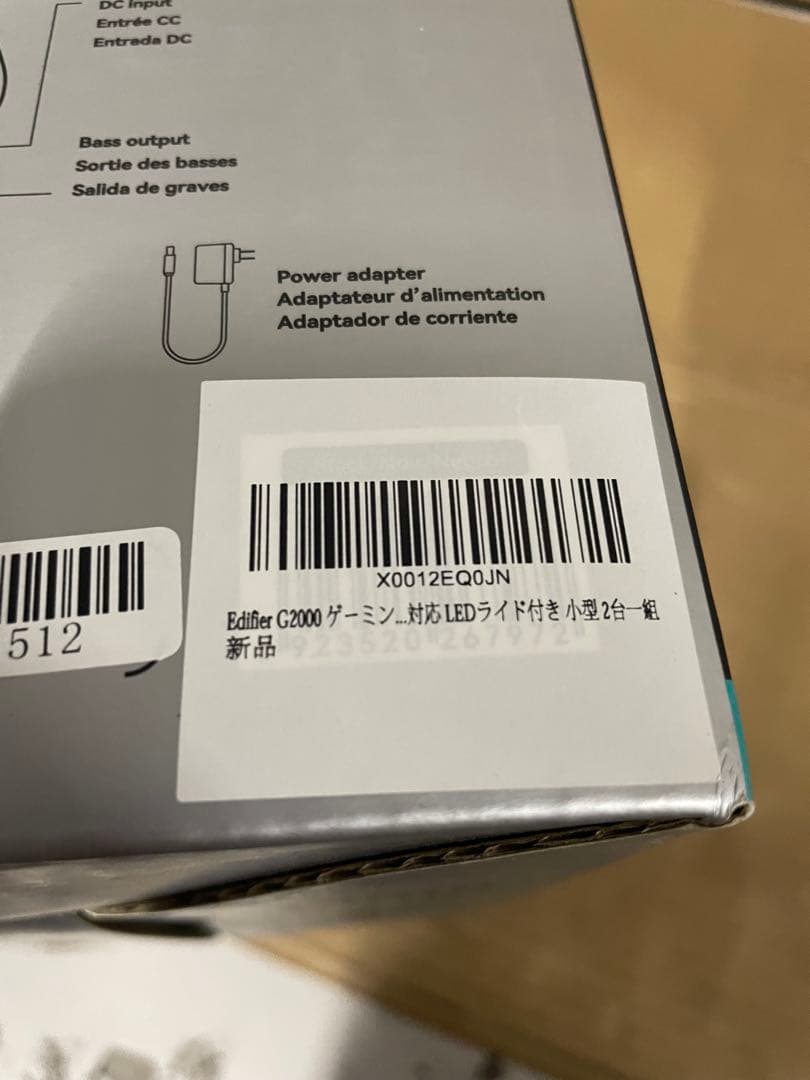 DC input
Entrée CC
Entrada DC
Bass output
Sortie des basses
Salida de graves
Power adapter
Adaptateur d'alimentation
Adaptador de corriente
X0012EQ0JN
Edifier G2000 ゲーミン...対応 LEDライド付き 小型 2台一組
新品
923520 267972
512